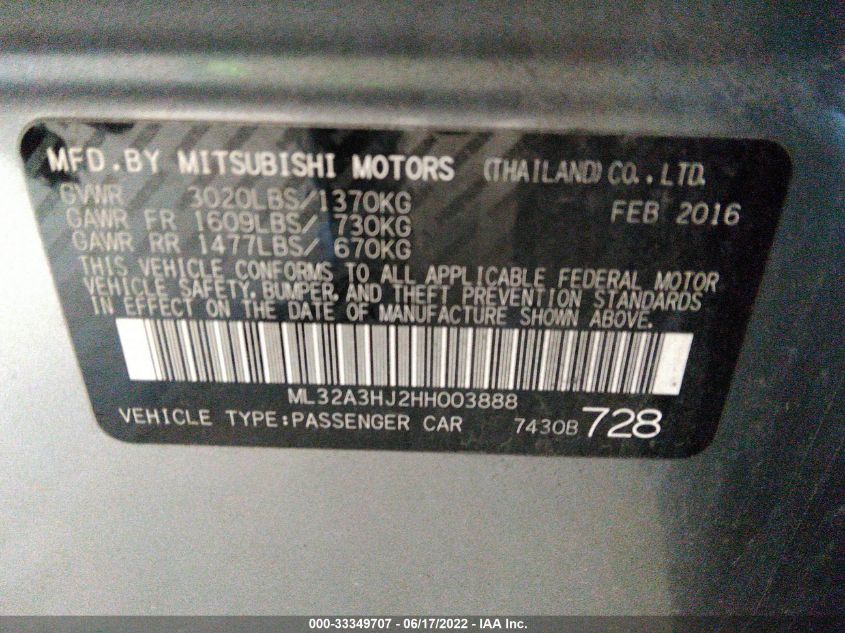 MFD.BY MITSUBISHI MOTORS (THAILAND) CO.,LTD.
GVWR 3020LBS/1370KG FEB 2016
GAWR FR 1609LBS/ 730KG
GAWR RR 1477LBS/ 670KG
THIS VEHICLE CONFORMS TO ALL APPLICABLE FEDERAL MOTOR
VEHICLE SAFETY, BUMPER, AND THEFT PREVENTION STANDARDS
IN EFFECT ON THE DATE OF MANUFACTURE SHOWN ABOVE.
ML32A3HJ2HH003888
VEHICLE TYPE:PASSENGER CAR 7430B 728
000-33349707 - 06/17/2022 - IAA Inc.